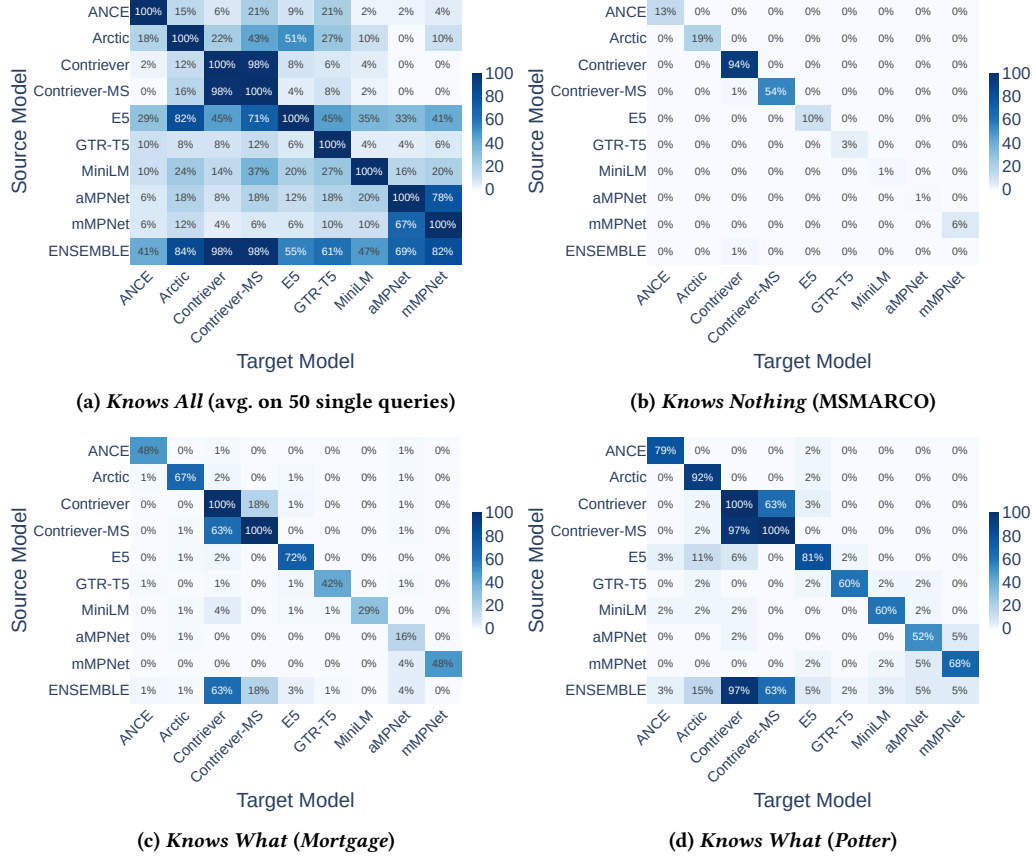 ANCE 100% 15% 6% 21% 9% 21% 2% 2% 4%
Arctic 18% 100% 22% 43% 51% 27% 10% 0% 10%
Contriever 2% 12% 100% 98% 8% 6% 4% 0% 0%
Contriever-MS 0% 16% 98% 100% 4% 8% 2% 0% 0%
E5 29% 82% 45% 71% 100% 45% 35% 33% 41%
GTR-T5 10% 8% 8% 12% 6% 100% 4% 4% 6%
MiniLM 10% 24% 14% 37% 20% 27% 100% 16% 20%
aMPNet 6% 18% 8% 18% 12% 18% 20% 100% 78%
mMPNet 6% 12% 4% 6% 6% 10% 10% 67% 100%
ENSEMBLE 41% 84% 98% 98% 55% 61% 47% 69% 82%
Source Model
100
80
60
40
20
0
ANCE Arctic Contriever Contriever-MS E5 GTR-T5 MiniLM aMPNet mMPNet
Target Model
(a) Knows All (avg. on 50 single queries)
ANCE 13% 0% 0% 0% 0% 0% 0% 0% 0%
Arctic 0% 19% 0% 0% 0% 0% 0% 0% 0%
Contriever 0% 0% 94% 0% 0% 0% 0% 0% 0%
Contriever-MS 0% 0% 1% 54% 0% 0% 0% 0% 0%
E5 0% 0% 0% 0% 10% 0% 0% 0% 0%
GTR-T5 0% 0% 0% 0% 0% 3% 0% 0% 0%
MiniLM 0% 0% 0% 0% 0% 0% 1% 0% 0%
aMPNet 0% 0% 0% 0% 0% 0% 0% 1% 0%
mMPNet 0% 0% 0% 0% 0% 0% 0% 0% 6%
ENSEMBLE 0% 0% 1% 0% 0% 0% 0% 0% 0%
Source Model
100
80
60
40
20
0
ANCE Arctic Contriever Contriever-MS E5 GTR-T5 MiniLM aMPNet mMPNet
Target Model
(b) Knows Nothing (MSMARCO)
ANCE 48% 0% 1% 0% 0% 0% 0% 1% 0%
Arctic 1% 67% 2% 0% 1% 0% 0% 0% 0%
Contriever 0% 0% 100% 18% 1% 0% 0% 1% 0%
Contriever-MS 0% 1% 63% 100% 0% 0% 0% 1% 0%
E5 0% 1% 2% 0% 72% 0% 0% 0% 0%
GTR-T5 1% 0% 1% 0% 1% 42% 0% 1% 0%
MiniLM 0% 1% 4% 0% 1% 1% 29% 0% 0%
aMPNet 0% 1% 0% 0% 0% 0% 0% 16% 0%
mMPNet 0% 0% 0% 0% 0% 0% 0% 4% 48%
ENSEMBLE 1% 1% 63% 18% 3% 1% 0% 4% 0%
Source Model
100
80
60
40
20
0
ANCE Arctic Contriever Contriever-MS E5 GTR-T5 MiniLM aMPNet mMPNet
Target Model
(c) Knows What (Mortgage)
ANCE 79% 0% 0% 0% 2% 0% 0% 0% 0%
Arctic 0% 92% 0% 0% 2% 0% 0% 0% 0%
Contriever 0% 2% 100% 63% 3% 0% 0% 0% 0%
Contriever-MS 0% 2% 97% 100% 0% 0% 0% 0% 0%
E5 3% 11% 6% 0% 81% 2% 0% 0% 0%
GTR-T5 0% 2% 0% 0% 2% 60% 2% 2% 0%
MiniLM 2% 2% 2% 0% 0% 0% 60% 2% 0%
aMPNet 0% 0% 2% 0% 0% 0% 0% 52% 5%
mMPNet 0% 0% 0% 0% 2% 0% 2% 5% 68%
ENSEMBLE 3% 15% 97% 63% 5% 2% 3% 5% 5%
Source Model
100
80
60
40
20
0
ANCE Arctic Contriever Contriever-MS E5 GTR-T5 MiniLM aMPNet mMPNet
Target Model
(d) Knows What (Potter)